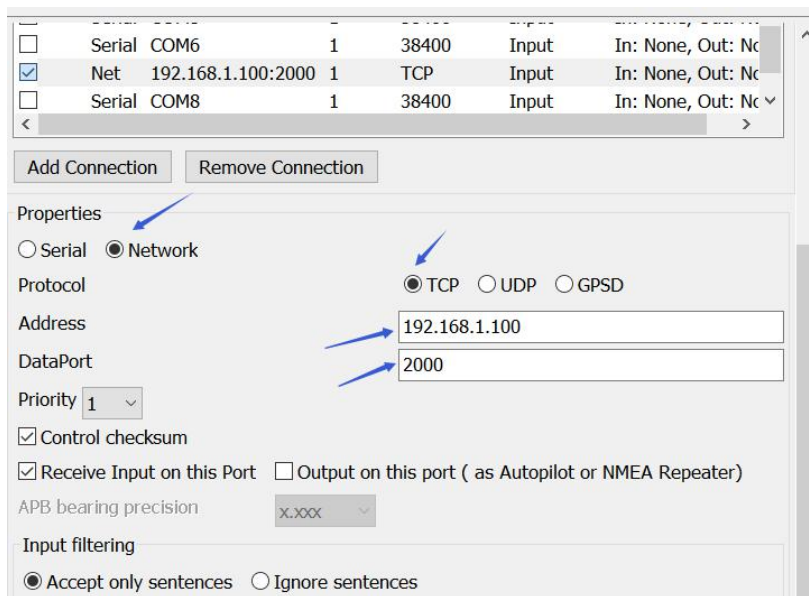 Serial COM6 1 38400 Input In: None, Out: Nc
Net 192.168.1.100:2000 1 TCP Input In: None, Out: Nc
Serial COM8 1 38400 Input In: None, Out: Nc
Add Connection Remove Connection
Properties
Serial Network
Protocol TCP UDP GPSD
Address 192.168.1.100
DataPort 2000
Priority 1
Control checksum
Receive Input on this Port Output on this port ( as Autopilot or NMEA Repeater)
APB bearing precision x.xxx
Input filtering
Accept only sentences Ignore sentences